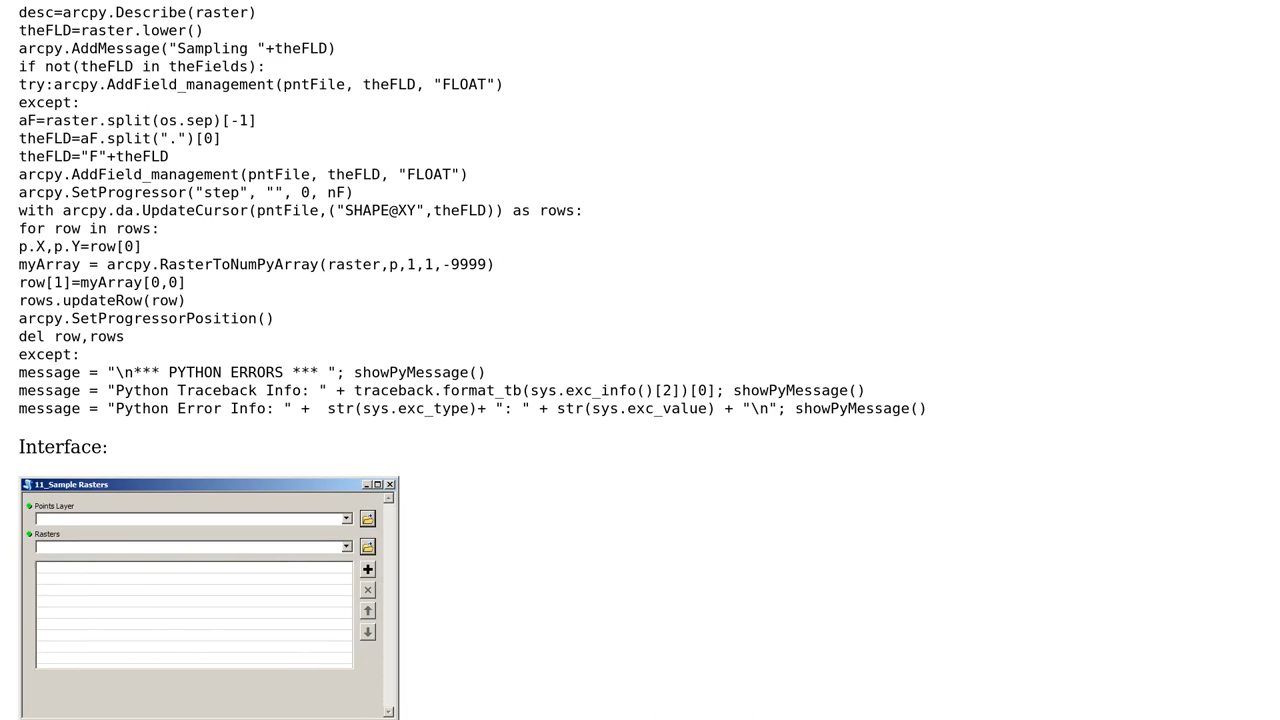 desc=arcpy.Describe(raster)
theFLD=raster.lower()
arcpy.AddMessage("Sampling "+theFLD)
if not(theFLD in theFields):
try:arcpy.AddField_management(pntFile, theFLD, "FLOAT")
except:
aF=raster.split(os.sep)[-1]
theFLD=aF.split(".")[0]
theFLD="F"+theFLD
arcpy.AddField_management(pntFile, theFLD, "FLOAT")
arcpy.SetProgressor("step", "", 0, nF)
with arcpy.da.UpdateCursor(pntFile,("SHAPE@XY",theFLD)) as rows:
for row in rows:
p.X,p.Y=row[0]
myArray = arcpy.RasterToNumPyArray(raster,p,1,1,-9999)
row[1]=myArray[0,0]
rows.updateRow(row)
arcpy.SetProgressorPosition()
del row,rows
except:
message = "\n*** PYTHON ERRORS *** "; showPyMessage()
message = "Python Traceback Info: " + traceback.format_tb(sys.exc_info()[2])[0]; showPyMessage()
message = "Python Error Info: " +  str(sys.exc_type)+ ": " + str(sys.exc_value) + "\n"; showPyMessage()
Interface:
11_Sample Rasters
Points Layer
Rasters